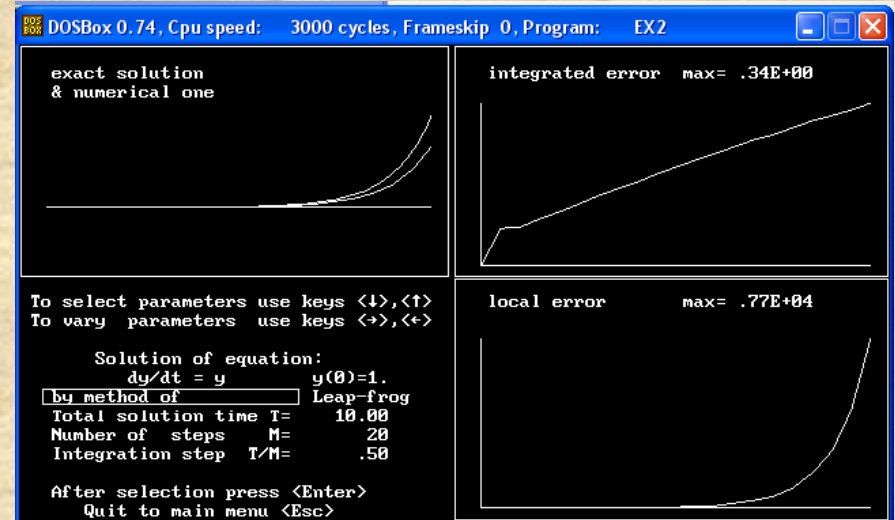 DOS
BOX
DOSBox 0.74, Cpu speed: 3000 cycles, Frameskip 0, Program: EX2
exact solution
& numerical one
integrated error max= .34E+00
To select parameters use keys <↓>,<↑>
To vary parameters use keys <→>,<←>
Solution of equation:
dy/dt = y y(0)=1.
by method of Leap-frog
Total solution time T= 10.00
Number of steps M= 20
Integration step T/M= .50
After selection press <Enter>
Quit to main menu <Esc>
local error max= .77E+04